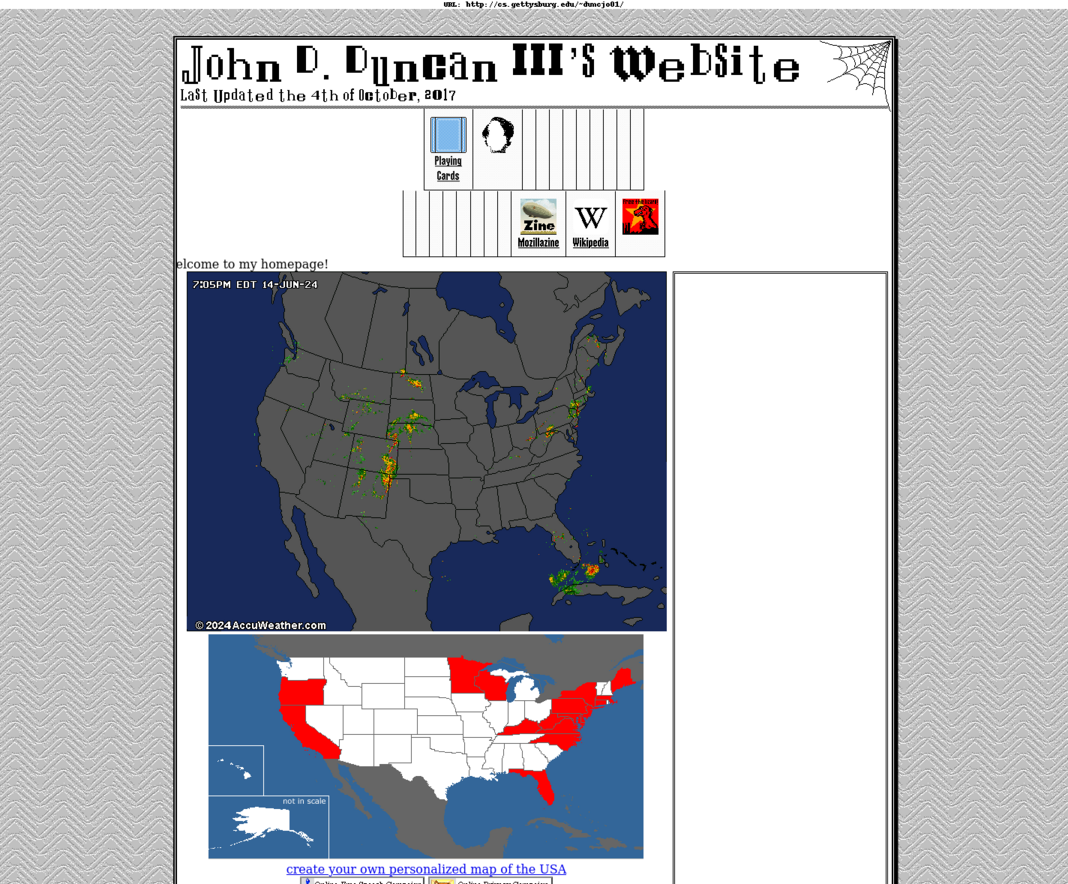 URL: http://cs.gettysburg.edu/~duncjo01/
John D. Duncan III's Website
Last Updated the 4th of October, 2017
Playing
Cards
Zine
Mozillazine
W
Wikipedia
elcome to my homepage!
7:05PM EDT 14-JUN-24
© 2024 AccuWeather.com
not in scale
create your own personalized map of the USA